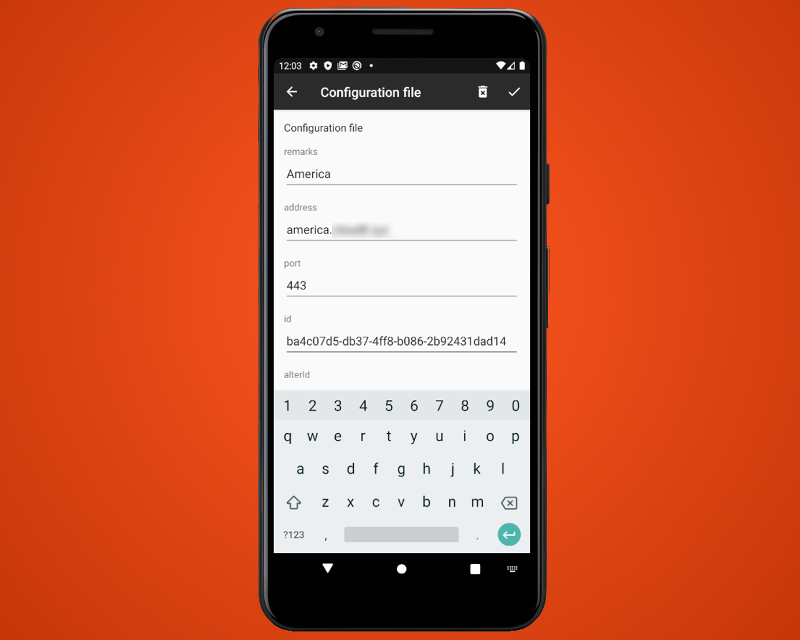 12:03
Configuration file
Configuration file
remarks
America
address
america.
port
443
id
ba4c07d5-db37-4ff8-b086-2b92431dad14
alterId
1 2 3 4 5 6 7 8 9 0
q w e r t y u i o p
a s d f g h j k l
z x c v b n m
?123 , .